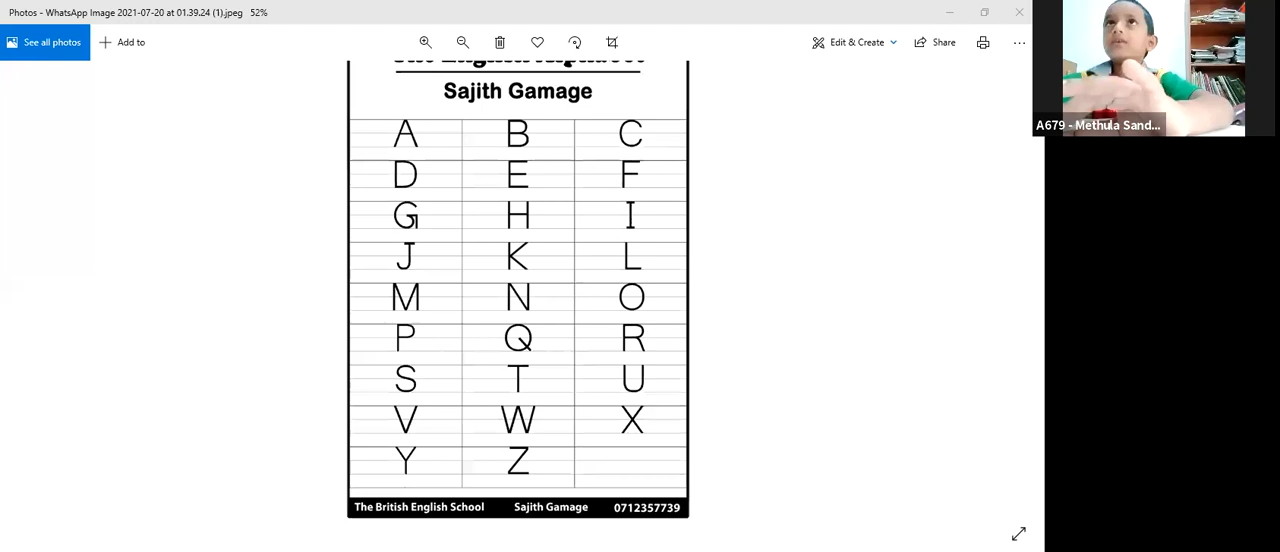 Photos - WhatsApp Image 2021-07-20 at 01.39.24 (1).jpeg 52%
See all photos Add to Edit & Create Share
Sajith Gamage
A B C
D E F
G H I
J K L
M N O
P Q R
S T U
V W X
Y Z
The British English School Sajith Gamage 0712357739
A679 - Methula Sand...